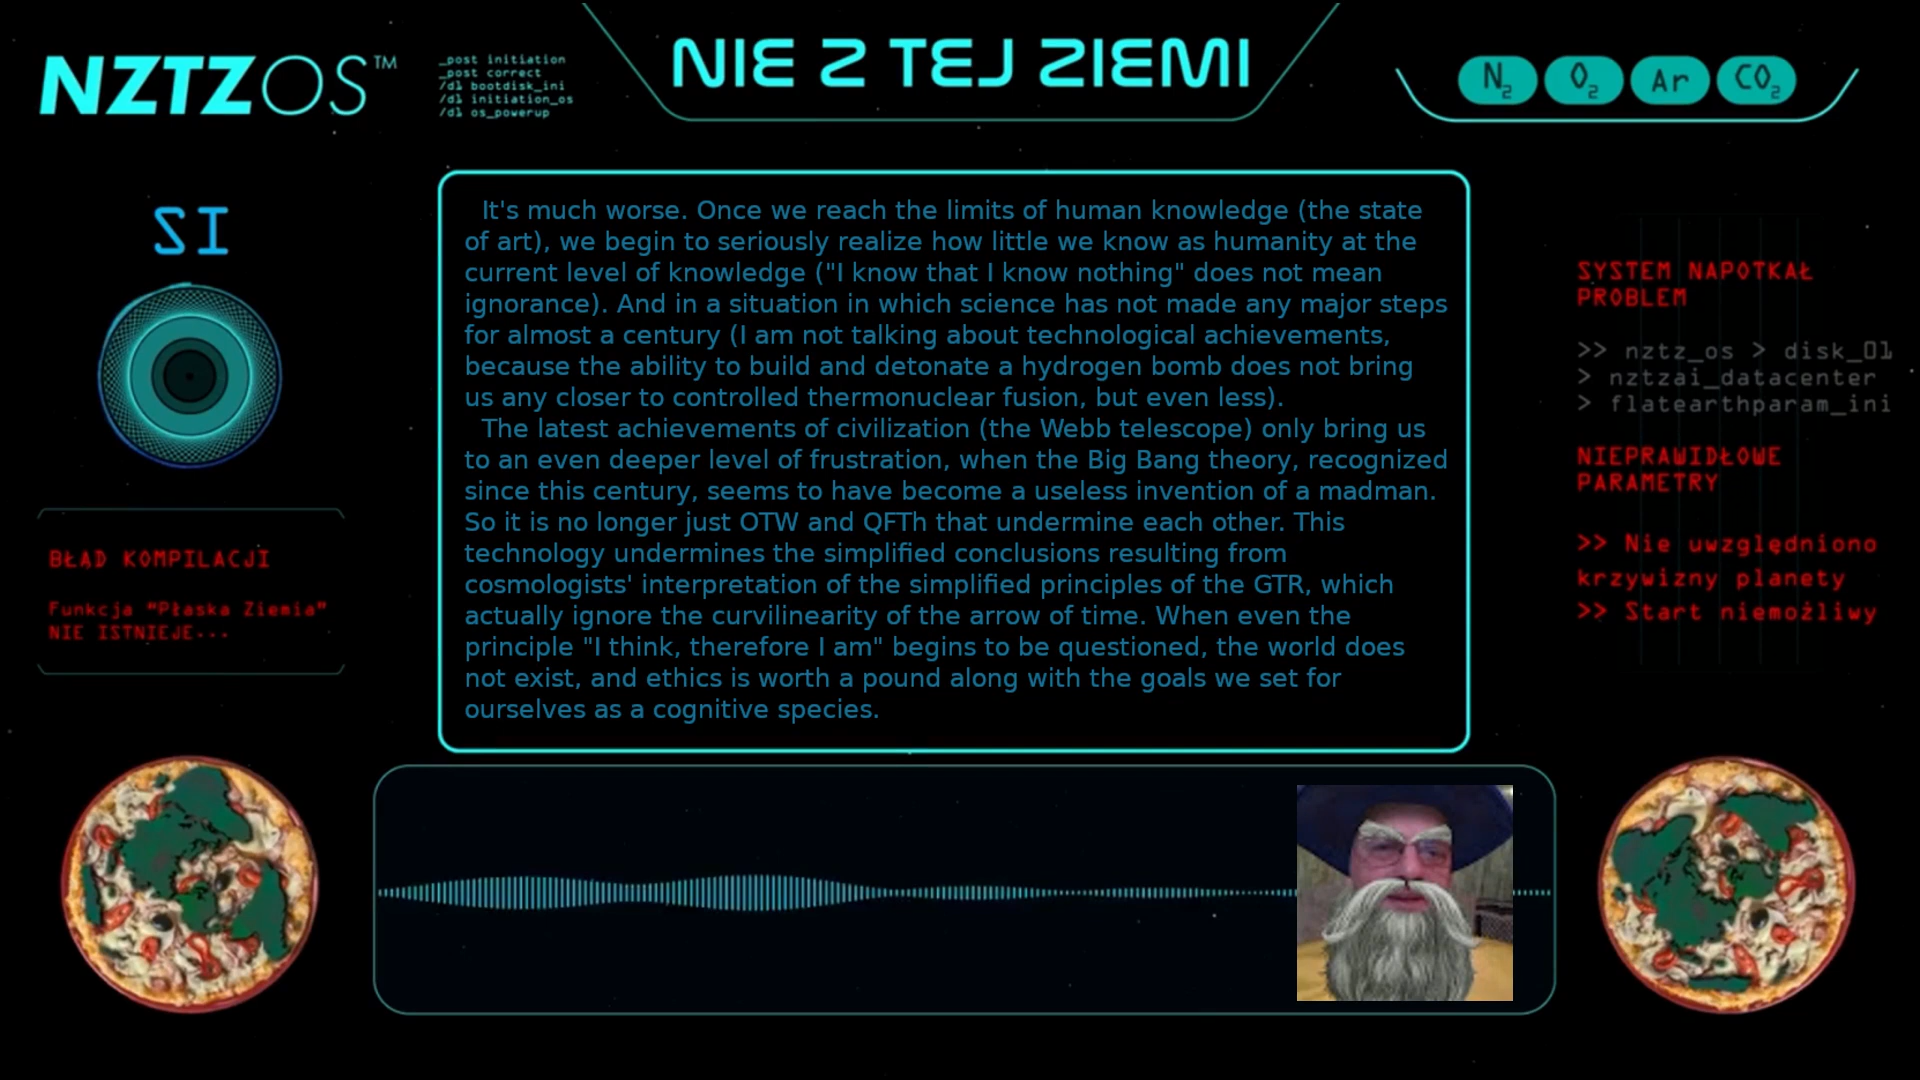 NZTZOS™
_post initiation
_post correct
/d1 bootdisk_ini
/d1 initiation_os
/d1 os_powerup
NIE Z TEJ ZIEMI
N2 O2 Ar CO2
SI
BŁĄD KOMPILACJI
Funkcja "Płaska Ziemia"
NIE ISTNIEJE...
It's much worse. Once we reach the limits of human knowledge (the state
of art), we begin to seriously realize how little we know as humanity at the
current level of knowledge ("I know that I know nothing" does not mean
ignorance). And in a situation in which science has not made any major steps
for almost a century (I am not talking about technological achievements,
because the ability to build and detonate a hydrogen bomb does not bring
us any closer to controlled thermonuclear fusion, but even less).
The latest achievements of civilization (the Webb telescope) only bring us
to an even deeper level of frustration, when the Big Bang theory, recognized
since this century, seems to have become a useless invention of a madman.
So it is no longer just OTW and QFTh that undermine each other. This
technology undermines the simplified conclusions resulting from
cosmologists' interpretation of the simplified principles of the GTR, which
actually ignore the curvilinearity of the arrow of time. When even the
principle "I think, therefore I am" begins to be questioned, the world does
not exist, and ethics is worth a pound along with the goals we set for
ourselves as a cognitive species.
SYSTEM NAPOTKAŁ
PROBLEM
>> nztz_os > disk_01
> nztzai_datacenter
> flatearthparam_ini
NIEPRAWIDŁOWE
PARAMETRY
>> Nie uwzględniono
krzywizny planety
>> Start niemożliwy